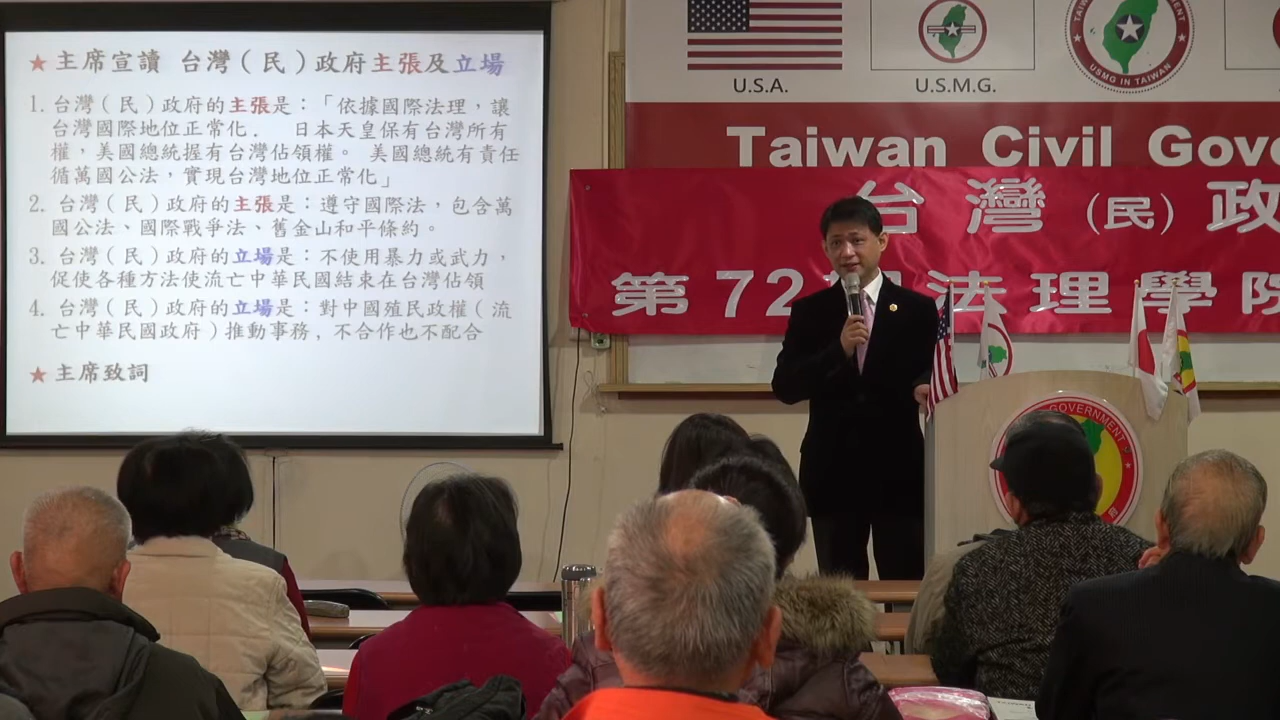 ★主席宣讀 台灣（民）政府主張及立場
1. 台灣（民）政府的主張是：「依據國際法理，讓
台灣國際地位正常化． 日本天皇保有台灣所有
權，美國總統握有台灣佔領權。 美國總統有責任
循萬國公法，實現台灣地位正常化」
2. 台灣（民）政府的主張是：遵守國際法，包含萬
國公法、國際戰爭法、舊金山和平條約。
3. 台灣（民）政府的立場是：不使用暴力或武力，
促使各種方法使流亡中華民國結束在台灣佔領
4. 台灣（民）政府的立場是：對中國殖民政權（流
亡中華民國政府）推動事務，不合作也不配合
★主席致詞
U.S.A.
U.S.M.G.
USMG IN TAIWAN
Taiwan Civil Gove
台灣（民）政
第72 法理學院
GOVERNMENT